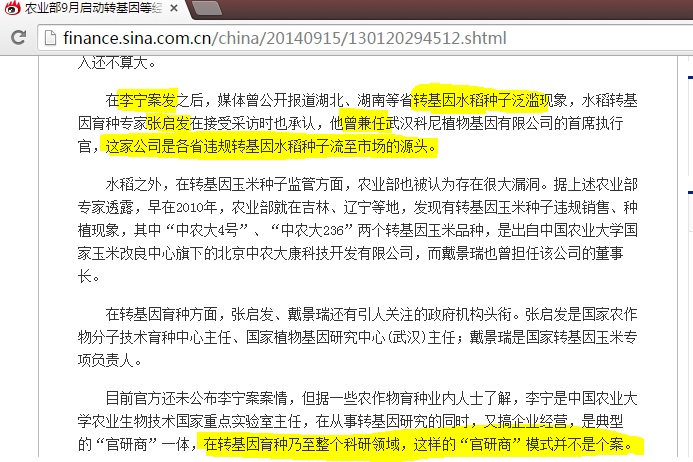 农业部9月启动转基因等经
finance.sina.com.cn/china/20140915/130120294512.shtml
入还不算大。
在李宁案发之后，媒体曾公开报道湖北、湖南等省转基因水稻种子泛滥现象，水稻转基
因育种专家张启发在接受采访时也承认，他曾兼任武汉科尼植物基因有限公司的首席执行
官，这家公司是各省违规转基因水稻种子流至市场的源头。
水稻之外，在转基因玉米种子监管方面，农业部也被认为存在很大漏洞。据上述农业部
专家透露，早在2010年，农业部就在吉林、辽宁等地，发现有转基因玉米种子违规销售、种
植现象，其中“中农大4号”、“中农大236”两个转基因玉米品种，是出自中国农业大学国
家玉米改良中心旗下的北京中农大康科技开发有限公司，而戴景瑞也曾担任该公司的董事
长。
在转基因育种方面，张启发、戴景瑞还有引人关注的政府机构头衔。张启发是国家农作
物分子技术育种中心主任、国家植物基因研究中心(武汉)主任；戴景瑞是国家转基因玉米专
项负责人。
目前官方还未公布李宁案案情，但据一些农作物育种业内人士了解，李宁是中国农业大
学农业生物技术国家重点实验室主任，在从事转基因研究的同时，又搞企业经营，是典型
的“官研商”一体，在转基因育种乃至整个科研领域，这样的“官研商”模式并不是个案。